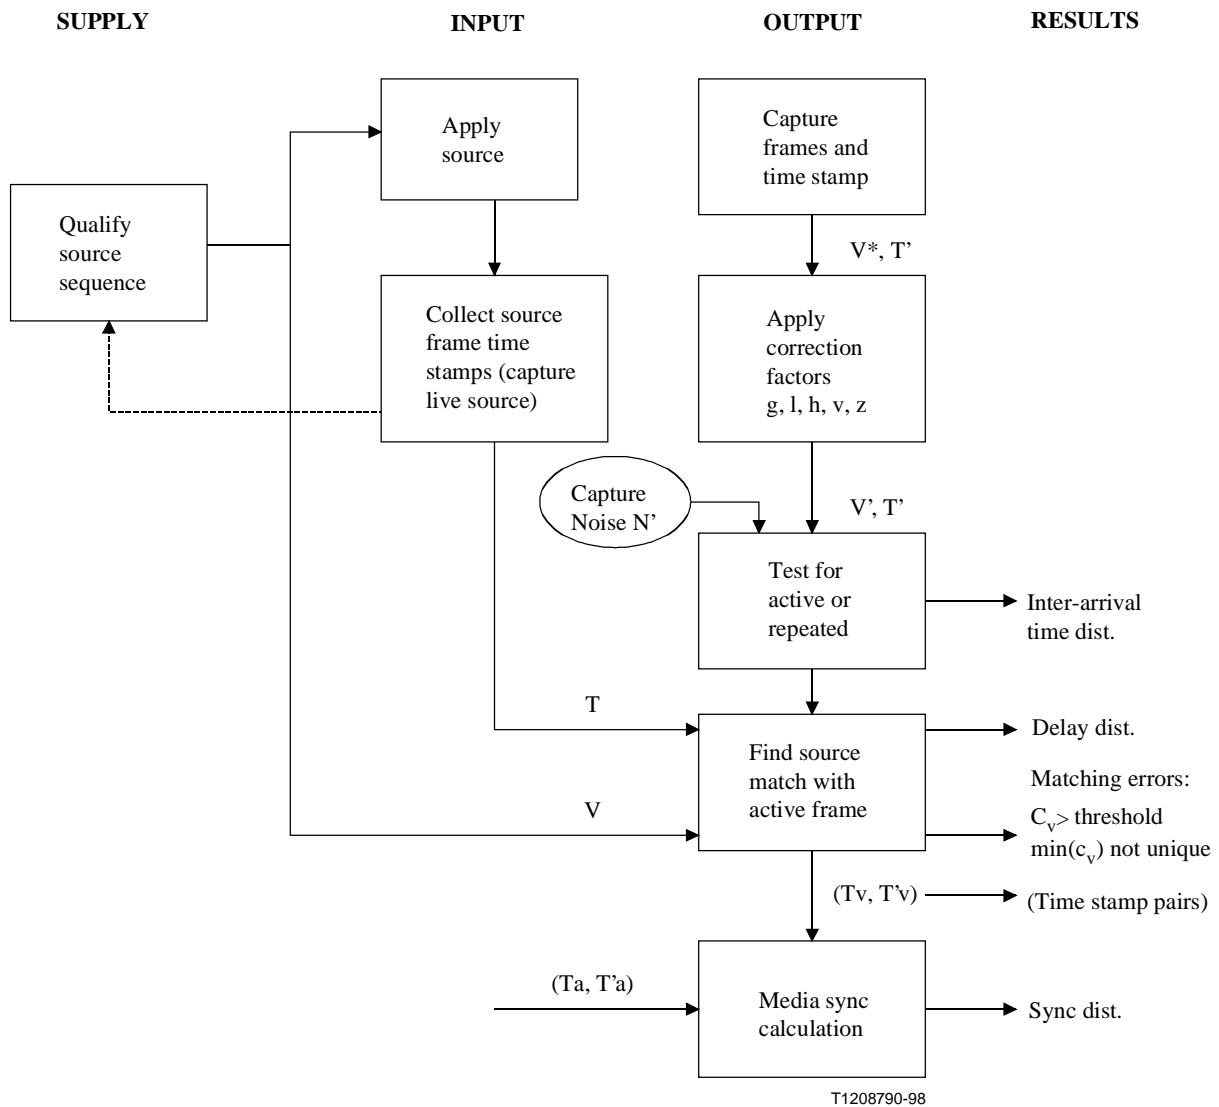 SUPPLY
INPUT
OUTPUT
RESULTS
Apply
source
Capture
frames and
time stamp
Qualify
source
sequence
V*, T’
Collect source
frame time
stamps (capture
live source)
Apply
correction
factors
g, l, h, v, z
Capture
Noise N’
V’, T’
Test for
active or
repeated
Inter-arrival
time dist.
T
Find source
match with
active frame
Delay dist.
Matching errors:
V
Cv> threshold
min(cv) not unique
(Tv, T’v)
(Time stamp pairs)
(Ta, T’a)
Media sync
calculation
Sync dist.
T1208790-98